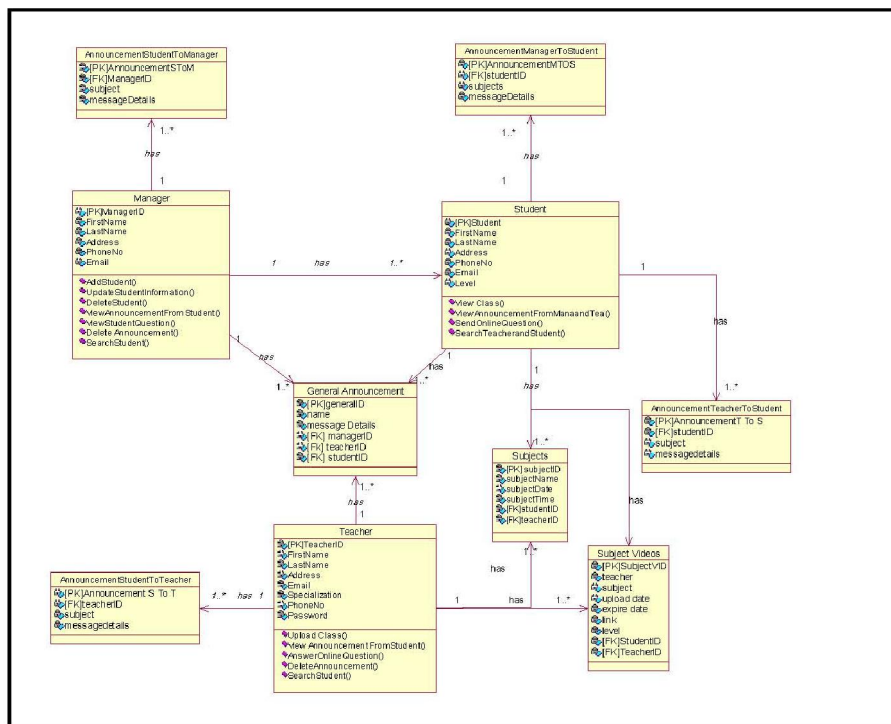 AnnouncementStudentToManager
[PK]AnnouncementSToM
[FK]ManagerID
subject
messageDetails
AnnouncementManagerToStudent
[PK]AnnouncementMTOS
[FK]studentID
subjects
messageDetails
1..*
has
1
1..*
has
1
Manager
[PK]ManagerID
FirstName
LastName
Address
PhoneNo
Email
AddStudent()
UpdateStudentInformation()
DeleteStudent()
ViewAnnouncementFromStudent()
ViewStudentQuestion()
Delete Announcement()
SearchStudent()
1 has 1..*
Student
[PK]Student
FirstName
LastName
Address
PhoneNo
Email
Level
View Class()
ViewAnnouncementFromManaandTea()
SendOnlineQuestion()
SearchTeacherandStudent()
1
has
1..*
1
has
1..*
1
has
1..*
1
has
1..*
General Announcement
[PK]generalID
name
message Details
[FK] managerID
[FK] teacherID
[FK] studentID
AnnouncementTeacherToStudent
[PK]AnnouncementT To S
[FK]studentID
subject
messagedetails
Subjects
[PK] subjectID
subjectName
subjectDate
subjectTime
[FK]studentID
[FK]teacherID
has
1..*
has
1
Teacher
[PK]TeacherID
FirstName
LastName
Address
Email
Specialization
PhoneNo
Password
Upload Class()
View Announcement FromStudent()
AnswerOnlineQuestion()
DeleteAnnouncement()
SearchStudent()
1..*
has
1 has 1..*
Subject Videos
[PK]SubjectVID
teacher
subject
upload date
expire date
link
level
[FK]StudentID
[FK]TeacherID
AnnouncementStudentToTeacher
[PK]Announcement S To T
[FK]teacherID
subject
messagedetails
1..* has 1